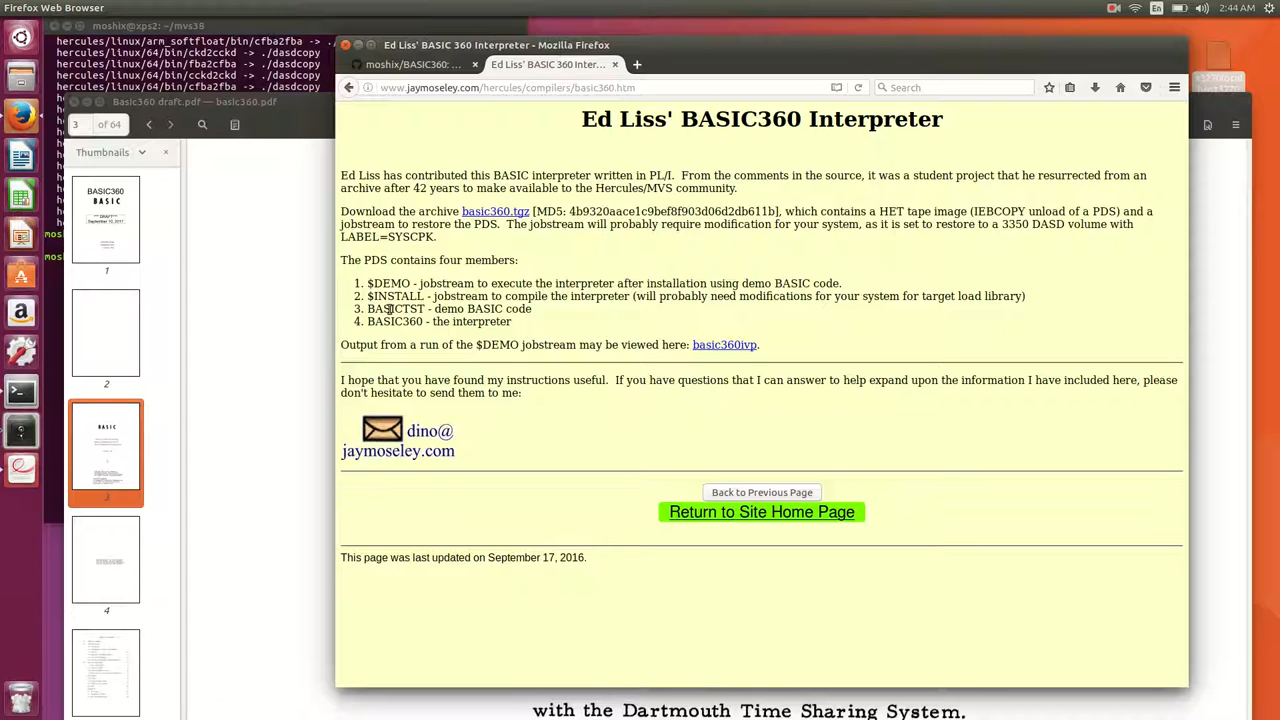 Firefox Web Browser
En
2:44 AM
moshix@xps2: ~/mvs38
hercules/linux/arm_softfloat/bin/cfba2fba -> ./
hercules/linux/64/bin/ckd2cckd -> ./dasdcopy
hercules/linux/64/bin/cfba2fba -> ./dasdcopy
hercules/linux/64/bin/cckd2ckd -> ./dasdcopy
hercules/linux/64/bin/fba2cfba -> ./dasdcopy
Basic360 draft.pdf — basic360.pdf
3 of 64
Thumbnails
BASIC360
BASIC
*** DRAFT ***
September 10, 2017
1
2
BASIC
3
4
mosh
mosh
Ed Liss' BASIC 360 Interpreter - Mozilla Firefox
moshix/BASIC360: ...
Ed Liss' BASIC 360 Inter...
www.jaymoseley.com/hercules/compilers/basic360.htm
Search
Ed Liss' BASIC360 Interpreter
Ed Liss has contributed this BASIC interpreter written in PL/I. From the comments in the source, it was a student project that he resurrected from an
archive after 42 years to make available to the Hercules/MVS community.
Download the archive basic360.tgz [MD5: 4b9320aace1c9bef8f903d06d2db611b], which contains a HET tape image (IEBCOPY unload of a PDS) and a
jobstream to restore the PDS. The jobstream will probably require modification for your system, as it is set to restore to a 3350 DASD volume with
LABEL=SYSCPK.
The PDS contains four members:
1. $DEMO - jobstream to execute the interpreter after installation using demo BASIC code.
2. $INSTALL - jobstream to compile the interpreter (will probably need modifications for your system for target load library)
3. BASICTST - demo BASIC code
4. BASIC360 - the interpreter
Output from a run of the $DEMO jobstream may be viewed here: basic360ivp.
I hope that you have found my instructions useful. If you have questions that I can answer to help expand upon the information I have included here, please
don't hesitate to send them to me:
dino@
jaymoseley.com
Back to Previous Page
Return to Site Home Page
This page was last updated on September 17, 2016.
with the Dartmouth Time Sharing System.